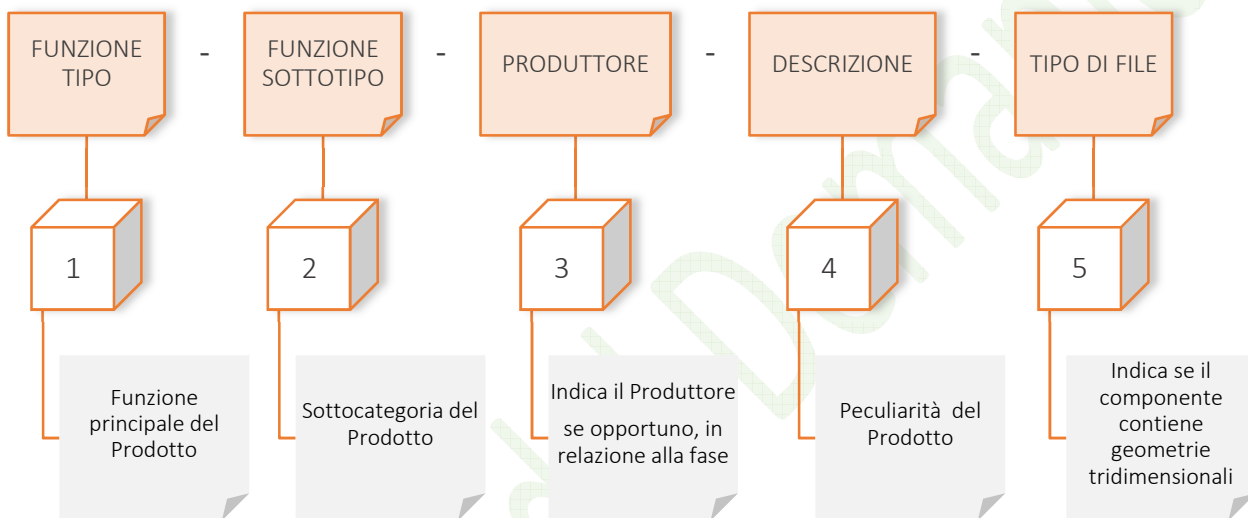 FUNZIONE
TIPO
-
FUNZIONE
SOTTOTIPO
-
PRODUTTORE
-
DESCRIZIONE
-
TIPO DI FILE
1
2
3
4
5
Funzione
principale del
Prodotto
Sottocategoria del
Prodotto
Indica il Produttore
se opportuno, in
relazione alla fase
Peculiarità del
Prodotto
Indica se il
componente
contiene
geometrie
tridimensionali